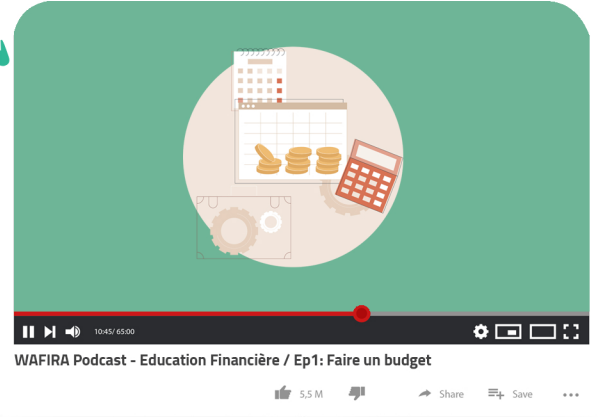 10:45/ 65:00
WAFIRA Podcast - Education Financière / Ep1: Faire un budget
5,5 M Share Save